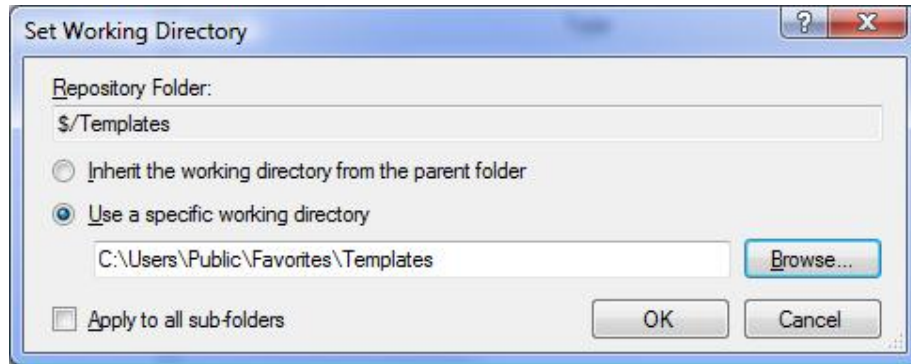 Set Working Directory
?
X
Repository Folder:
$/Templates
Inherit the working directory from the parent folder
Use a specific working directory
C:\Users\Public\Favorites\Templates
Browse...
Apply to all sub-folders
OK
Cancel